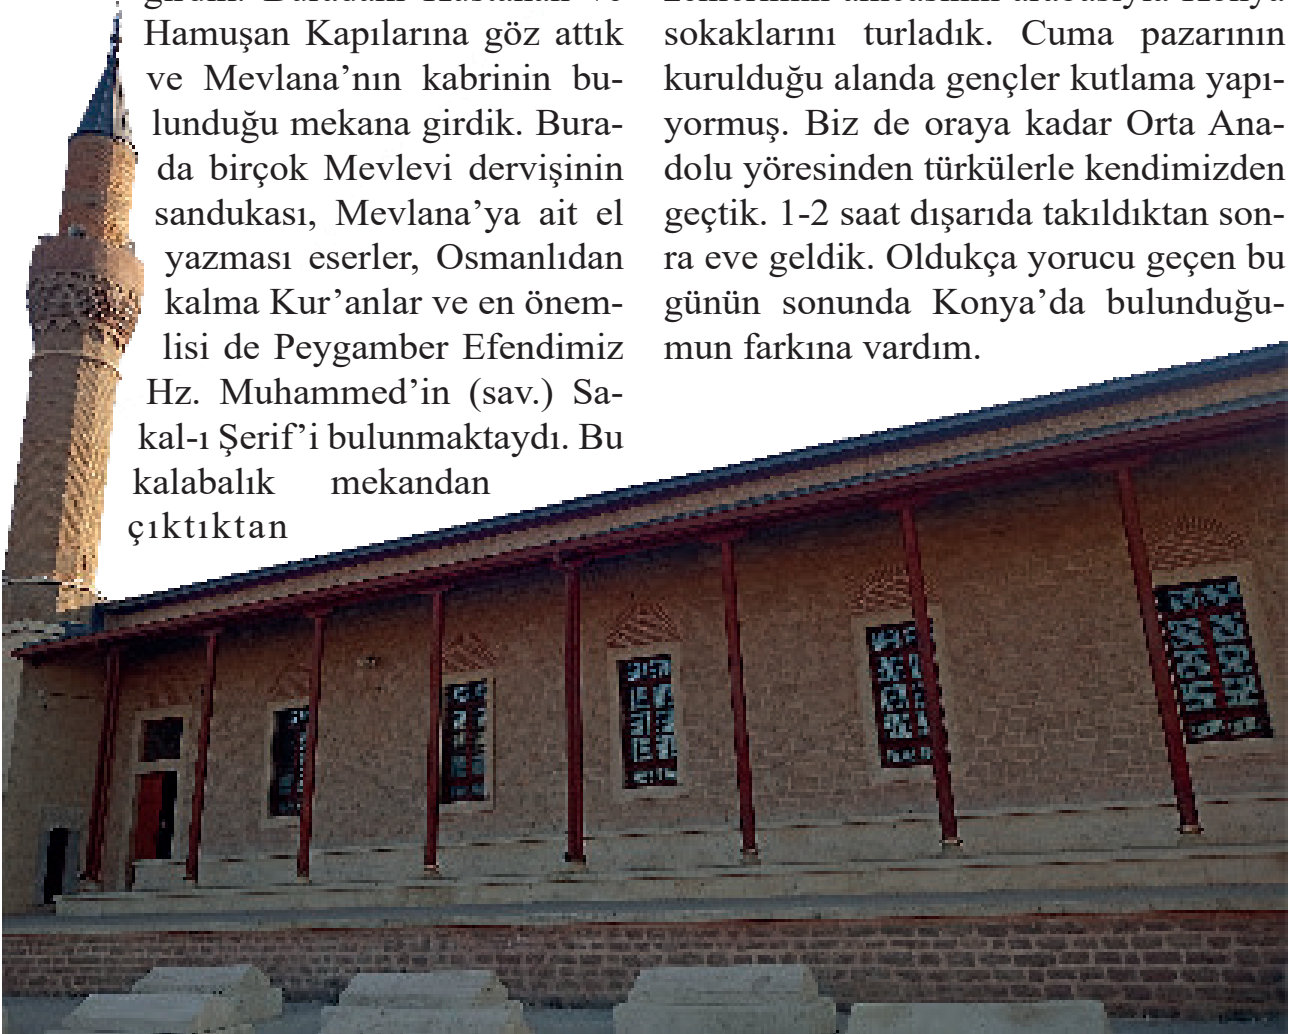 Hamuşan Kapılarına göz attık
ve Mevlana’nın kabrinin bu-
lunduğu mekana girdik. Bura-
da birçok Mevlevi dervişinin
sandukası, Mevlana’ya ait el
yazması eserler, Osmanlıdan
kalma Kur’anlar ve en önem-
lisi de Peygamber Efendimiz
Hz. Muhammed’in (sav.) Sa-
kal-ı Şerif’i bulunmaktaydı. Bu
kalabalık mekandan
çıktıktan
sokaklarını turladık. Cuma pazarının
kurulduğu alanda gençler kutlama yapı-
yormuş. Biz de oraya kadar Orta Ana-
dolu yöresinden türkülerle kendimizden
geçtik. 1-2 saat dışarıda takıldıktan son-
ra eve geldik. Oldukça yorucu geçen bu
günün sonunda Konya’da bulunduğu-
mun farkına vardım.